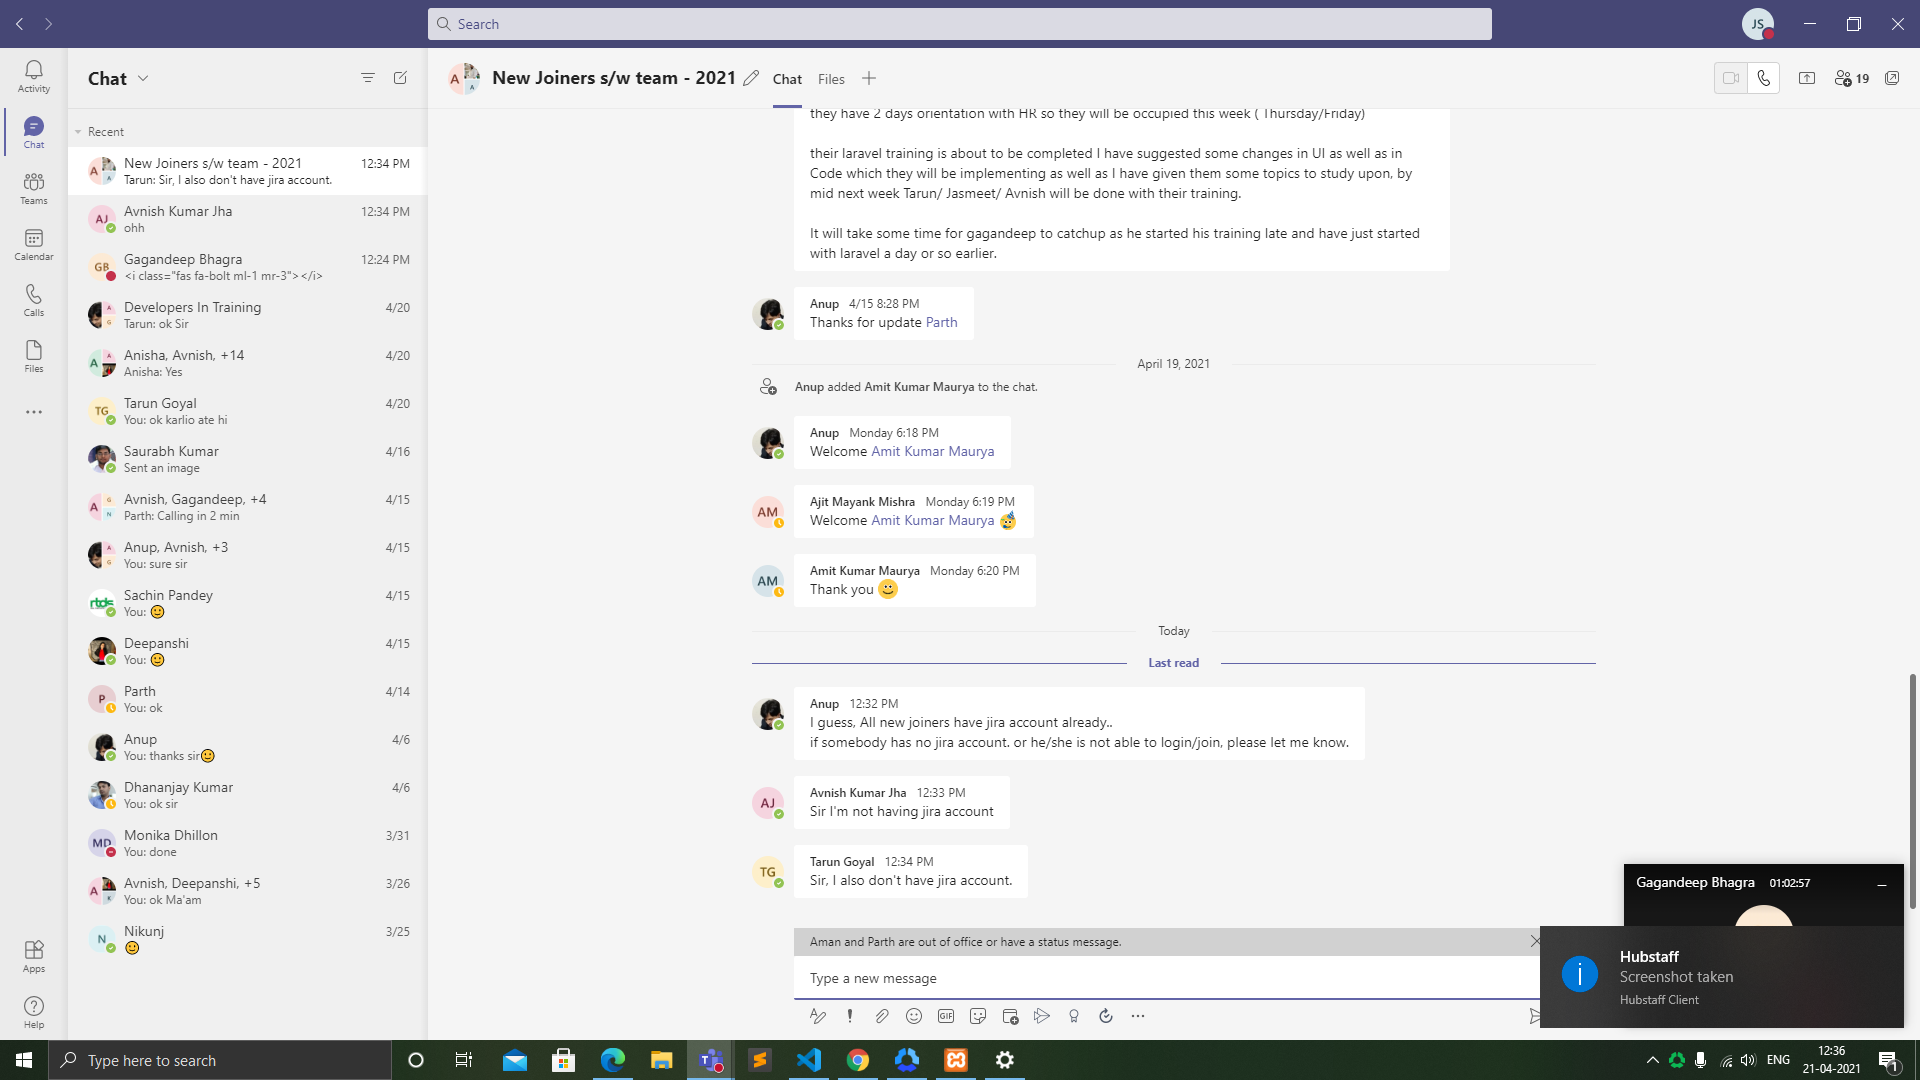 Search
JS
Activity
Chat
Teams
Calendar
Calls
Files
Apps
Help
Chat
Recent
New Joiners s/w team - 2021 12:34 PM
Tarun: Sir, I also don't have jira account.
AJ Avnish Kumar Jha 12:34 PM
ohh
GB Gagandeep Bhagra 12:24 PM
<i class="fas fa-bolt ml-1 mr-3"></i>
Developers In Training 4/20
Tarun: ok Sir
Anisha, Avnish, +14 4/20
Anisha: Yes
TG Tarun Goyal 4/20
You: ok karlio ate hi
Saurabh Kumar 4/16
Sent an image
Avnish, Gagandeep, +4 4/15
Parth: Calling in 2 min
Anup, Avnish, +3 4/15
You: sure sir
Sachin Pandey 4/15
You: 🙂
Deepanshi 4/15
You: 🙂
P Parth 4/14
You: ok
Anup 4/6
You: thanks sir🙂
Dhananjay Kumar 4/6
You: ok sir
MD Monika Dhillon 3/31
You: done
Avnish, Deepanshi, +5 3/26
You: ok Ma'am
N Nikunj 3/25
🙂
New Joiners s/w team - 2021 Chat Files 19
they have 2 days orientation with HR so they will be occupied this week ( Thursday/Friday)
their laravel training is about to be completed I have suggested some changes in UI as well as in
Code which they will be implementing as well as I have given them some topics to study upon, by
mid next week Tarun/ Jasmeet/ Avnish will be done with their training.
It will take some time for gagandeep to catchup as he started his training late and have just started
with laravel a day or so earlier.
Anup 4/15 8:28 PM
Thanks for update Parth
April 19, 2021
Anup added Amit Kumar Maurya to the chat.
Anup Monday 6:18 PM
Welcome Amit Kumar Maurya
AM Ajit Mayank Mishra Monday 6:19 PM
Welcome Amit Kumar Maurya 🥳
AM Amit Kumar Maurya Monday 6:20 PM
Thank you 🙂
Today
Last read
Anup 12:32 PM
I guess, All new joiners have jira account already..
if somebody has no jira account. or he/she is not able to login/join, please let me know.
AJ Avnish Kumar Jha 12:33 PM
Sir I'm not having jira account
TG Tarun Goyal 12:34 PM
Sir, I also don't have jira account.
Aman and Parth are out of office or have a status message.
Type a new message
GIF
Gagandeep Bhagra 01:02:57
Hubstaff
Screenshot taken
Hubstaff Client
Type here to search
ENG
12:36
21-04-2021
1